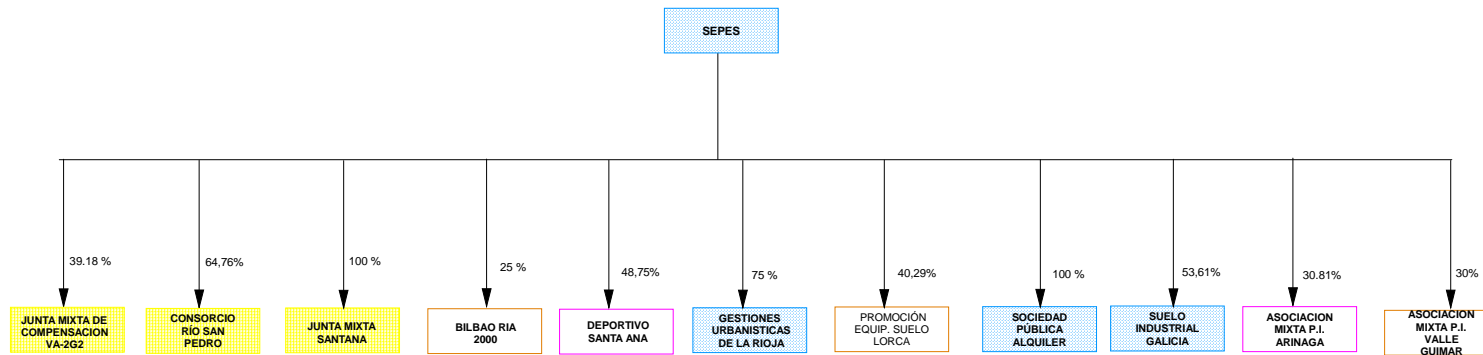 SEPES
39.18 %
64,76%
100 %
25 %
48,75%
75 %
40,29%
100 %
53,61%
30.81%
30%
JUNTA MIXTA DE
COMPENSACION
VA-2G2
CONSORCIO
RÍO SAN
PEDRO
JUNTA MIXTA
SANTANA
BILBAO RIA
2000
DEPORTIVO
SANTA ANA
GESTIONES
URBANISTICAS
DE LA RIOJA
PROMOCIÓN
EQUIP. SUELO
LORCA
SOCIEDAD
PÚBLICA
ALQUILER
SUELO
INDUSTRIAL
GALICIA
ASOCIACION
MIXTA P.I.
ARINAGA
ASOCIACION
MIXTA P.I.
VALLE
GUIMAR